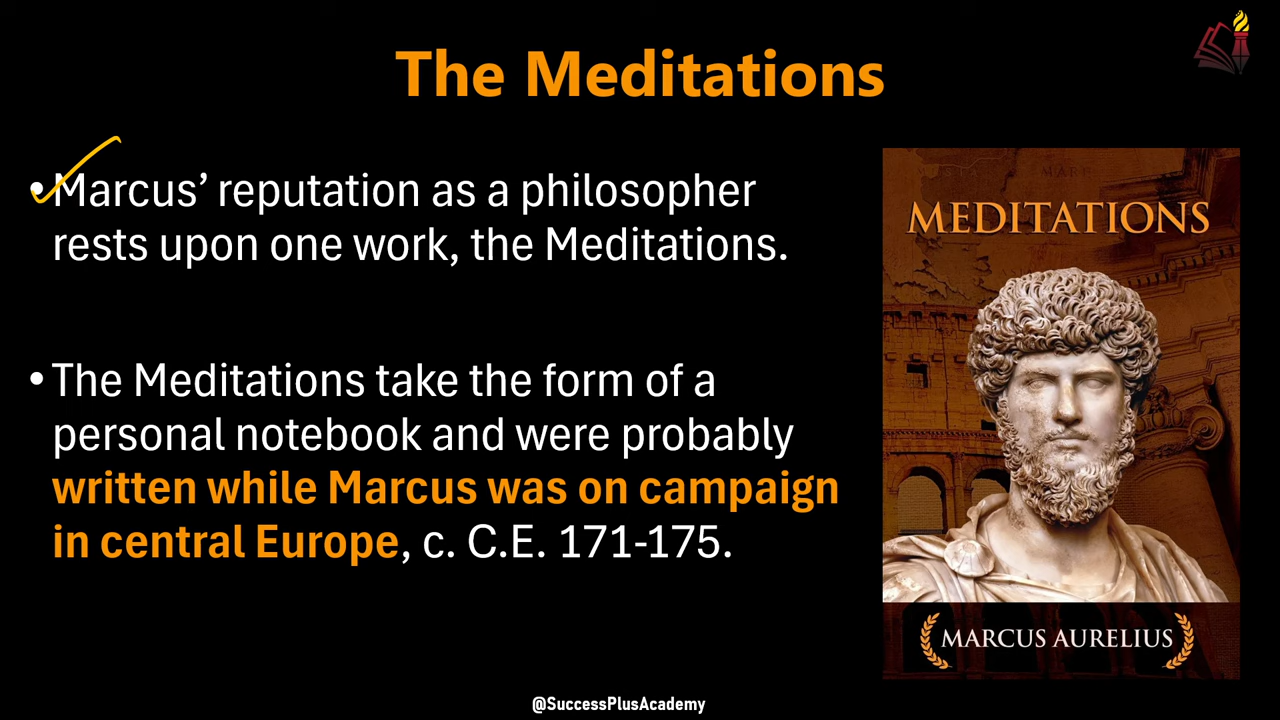 The Meditations
•Marcus’ reputation as a philosopher
rests upon one work, the Meditations.
•The Meditations take the form of a
personal notebook and were probably
written while Marcus was on campaign
in central Europe, c. C.E. 171-175.
MEDITATIONS
MARCUS AURELIUS
@SuccessPlusAcademy